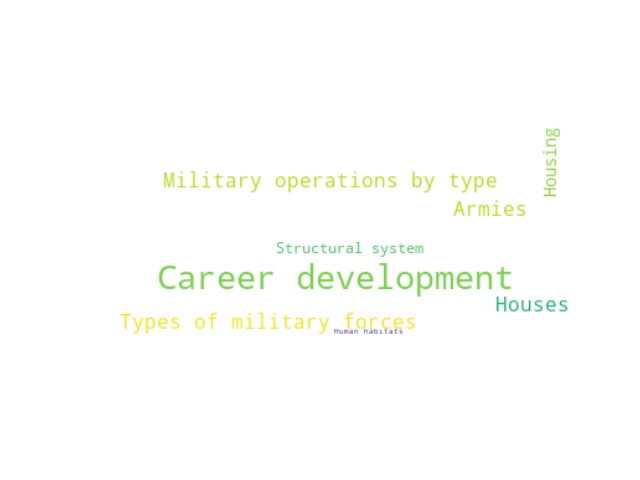 Housing
Military operations by type
Armies
Structural system
Career development
Houses
Types of military forces
Human habitats